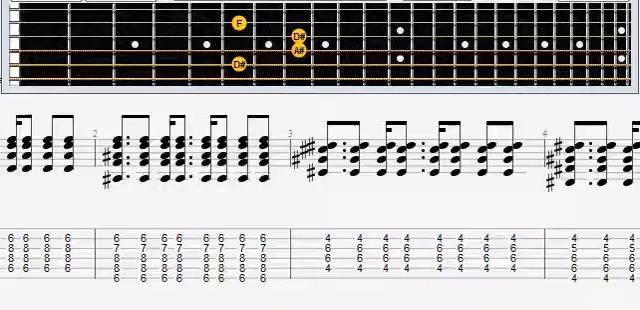 F
D#
A#
D#
2 3 4
6 6 6 6 6 6 6 6 6 6 6 6 4 4 4 4 4 4 4 4 4 4 4 4
8 8 8 8 7 7 7 7 7 7 7 7 6 6 6 6 6 6 6 6 5 5 5 5
8 8 8 8 8 8 8 8 8 8 8 8 6 6 6 6 6 6 6 6 6 6 6 6
6 6 6 6 8 8 8 8 8 8 8 8 4 4 4 4 4 4 4 4 6 6 6 6
6 6 6 6 6 6 6 6 4 4 4 4